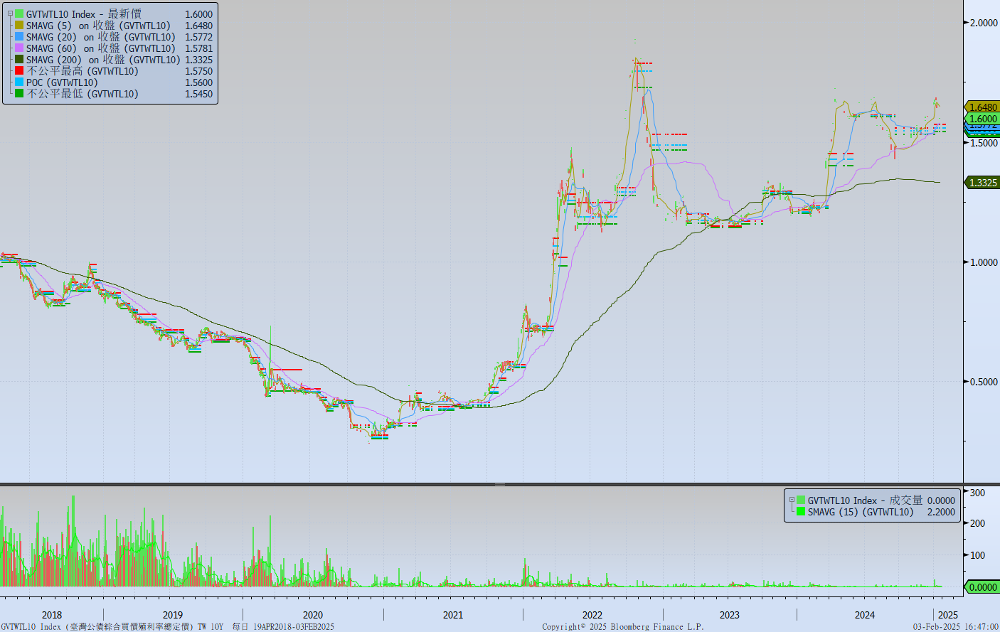 GVTWTL10 Index - 最新價 1.6000
SMAVG (5) on 收盤 (GVTWTL10) 1.6480
SMAVG (20) on 收盤 (GVTWTL10) 1.5772
SMAVG (60) on 收盤 (GVTWTL10) 1.5781
SMAVG (200) on 收盤 (GVTWTL10) 1.3325
不公平最高 (GVTWTL10) 1.5750
POC (GVTWTL10) 1.5600
不公平最低 (GVTWTL10) 1.5450
2.0000
1.6480
1.6000
1.5772
1.5000
1.3325
1.0000
0.5000
GVTWTL10 Index - 成交量 0.0000
SMAVG (15) (GVTWTL10) 2.2000
300
200
100
0.0000
2018 2019 2020 2021 2022 2023 2024 2025
GVTWTL10 Index (臺灣公債綜合買價殖利率總定價) TW 10Y 每日 19APR2018-03FEB2025 Copyright© 2025 Bloomberg Finance L.P. 03-Feb-2025 16:47:00